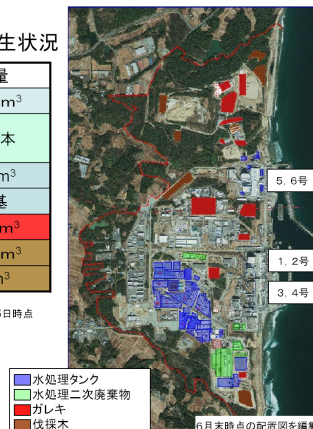 生状況
量
m³
本
m³
基
m³
m³
m³
5日時点
5, 6号
1, 2号
3, 4号
水処理タンク
水処理二次廃棄物
ガレキ
伐採木
6月末時点の配置図を編集